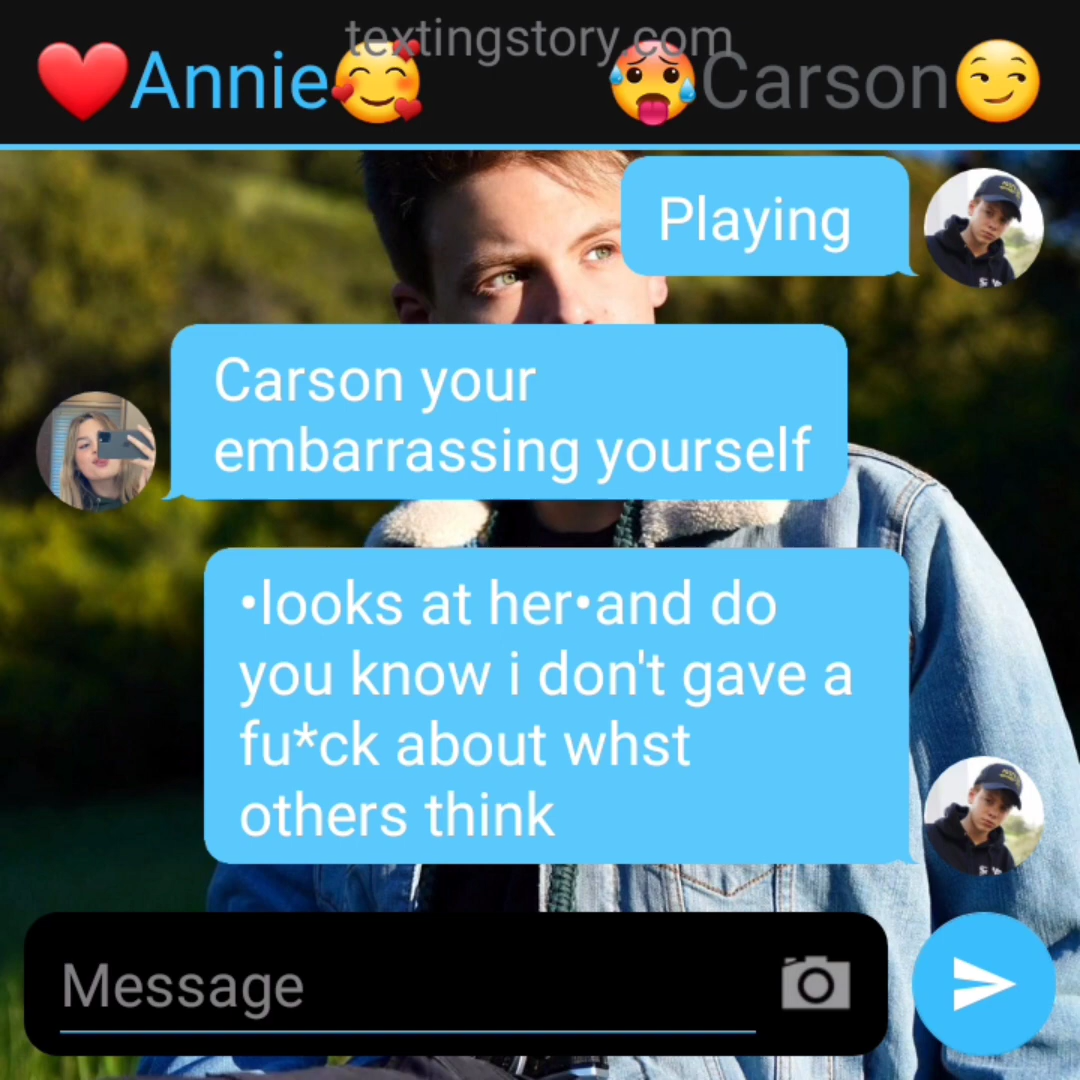 textingstory.com
❤️Annie🥰 🥵Carson😏
Playing
Carson your
embarrassing yourself
•looks at her•and do
you know i don't gave a
fu*ck about whst
others think
Message